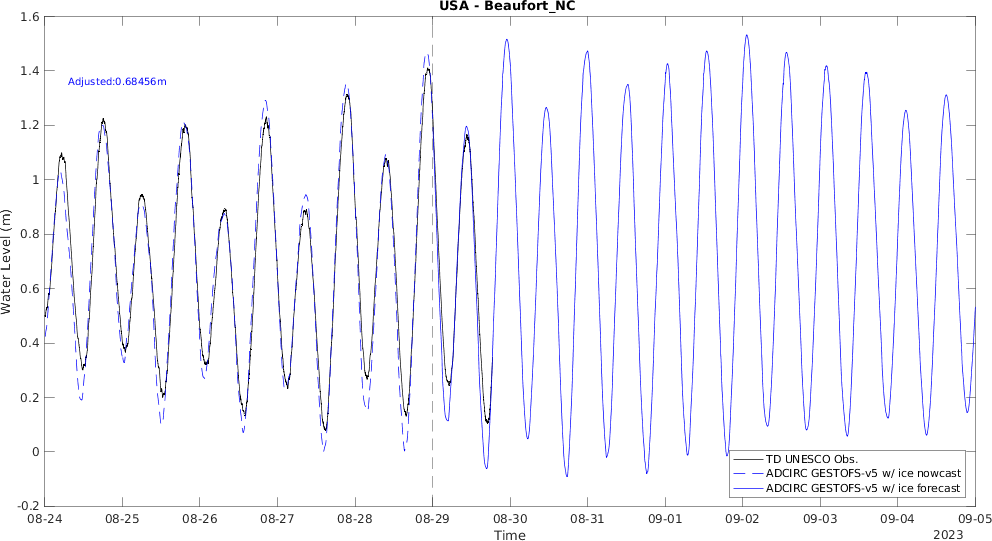 USA - Beaufort_NC
1.6
1.4
1.2
1
0.8
0.6
0.4
0.2
0
-0.2
Water Level (m)
Adjusted:0.68456m
TD UNESCO Obs.
ADCIRC GESTOFS-v5 w/ ice nowcast
ADCIRC GESTOFS-v5 w/ ice forecast
08-24 08-25 08-26 08-27 08-28 08-29 08-30 08-31 09-01 09-02 09-03 09-04 09-05
Time
2023